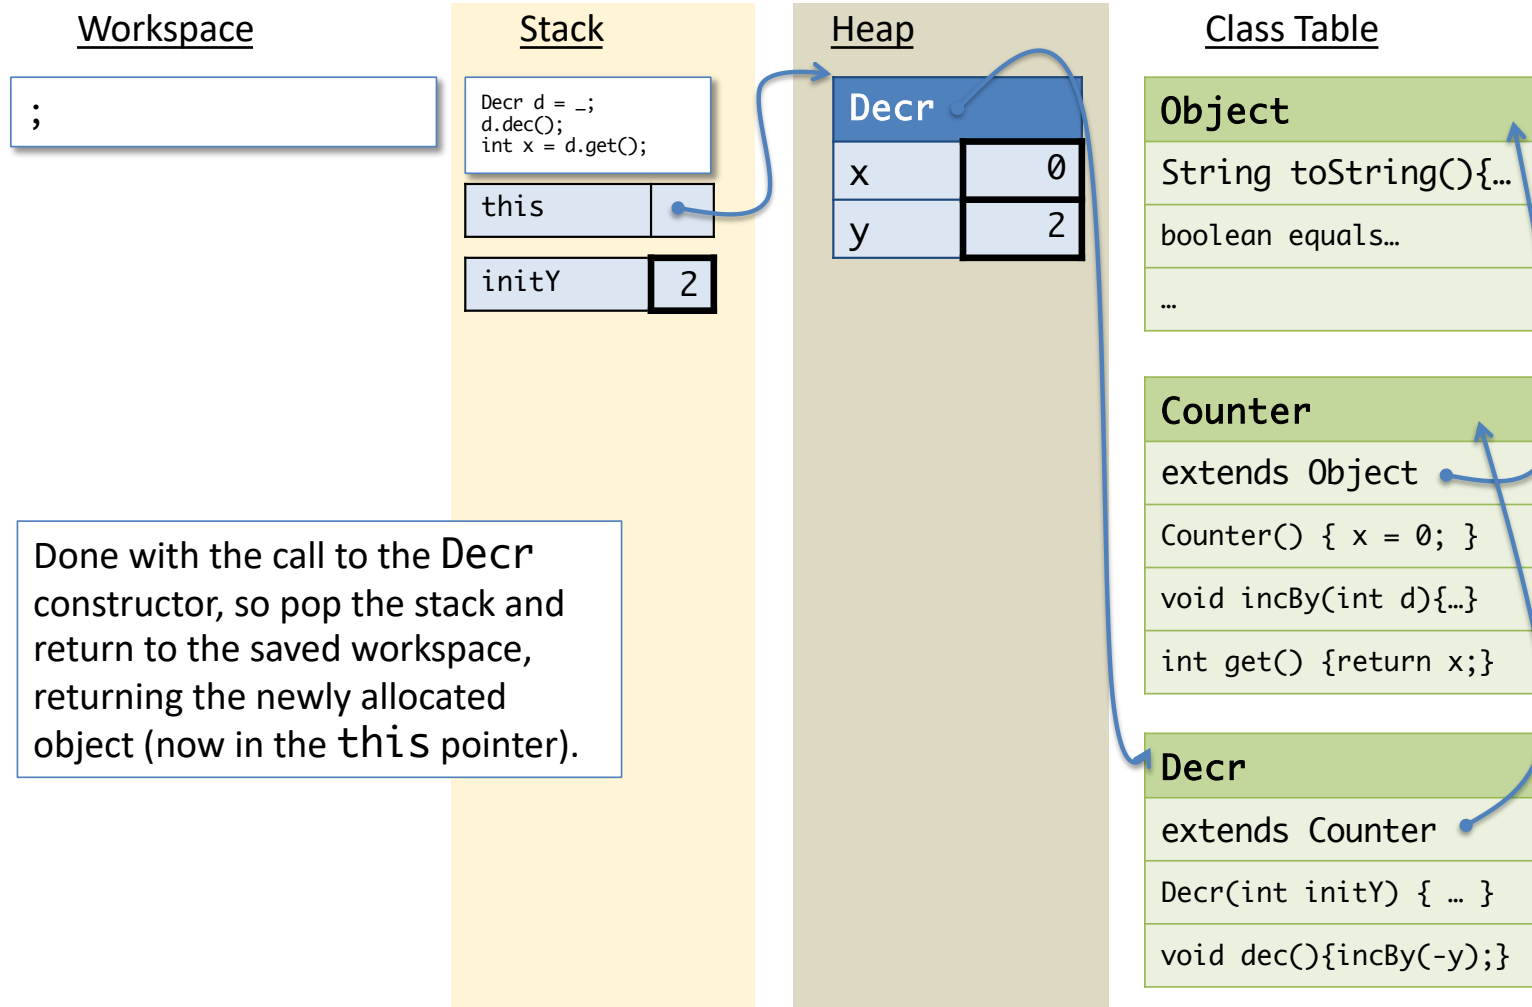 Workspace
Stack
Heap
Class Table
;
Decr d = _;
d.dec();
int x = d.get();
this
initY 2
Decr
x 0
y 2
Object
String toString(){…
boolean equals…
…
Counter
extends Object
Counter() { x = 0; }
void incBy(int d){…}
int get() {return x;}
Decr
extends Counter
Decr(int initY) { … }
void dec(){incBy(-y);}
Done with the call to the Decr
constructor, so pop the stack and
return to the saved workspace,
returning the newly allocated
object (now in the this pointer).